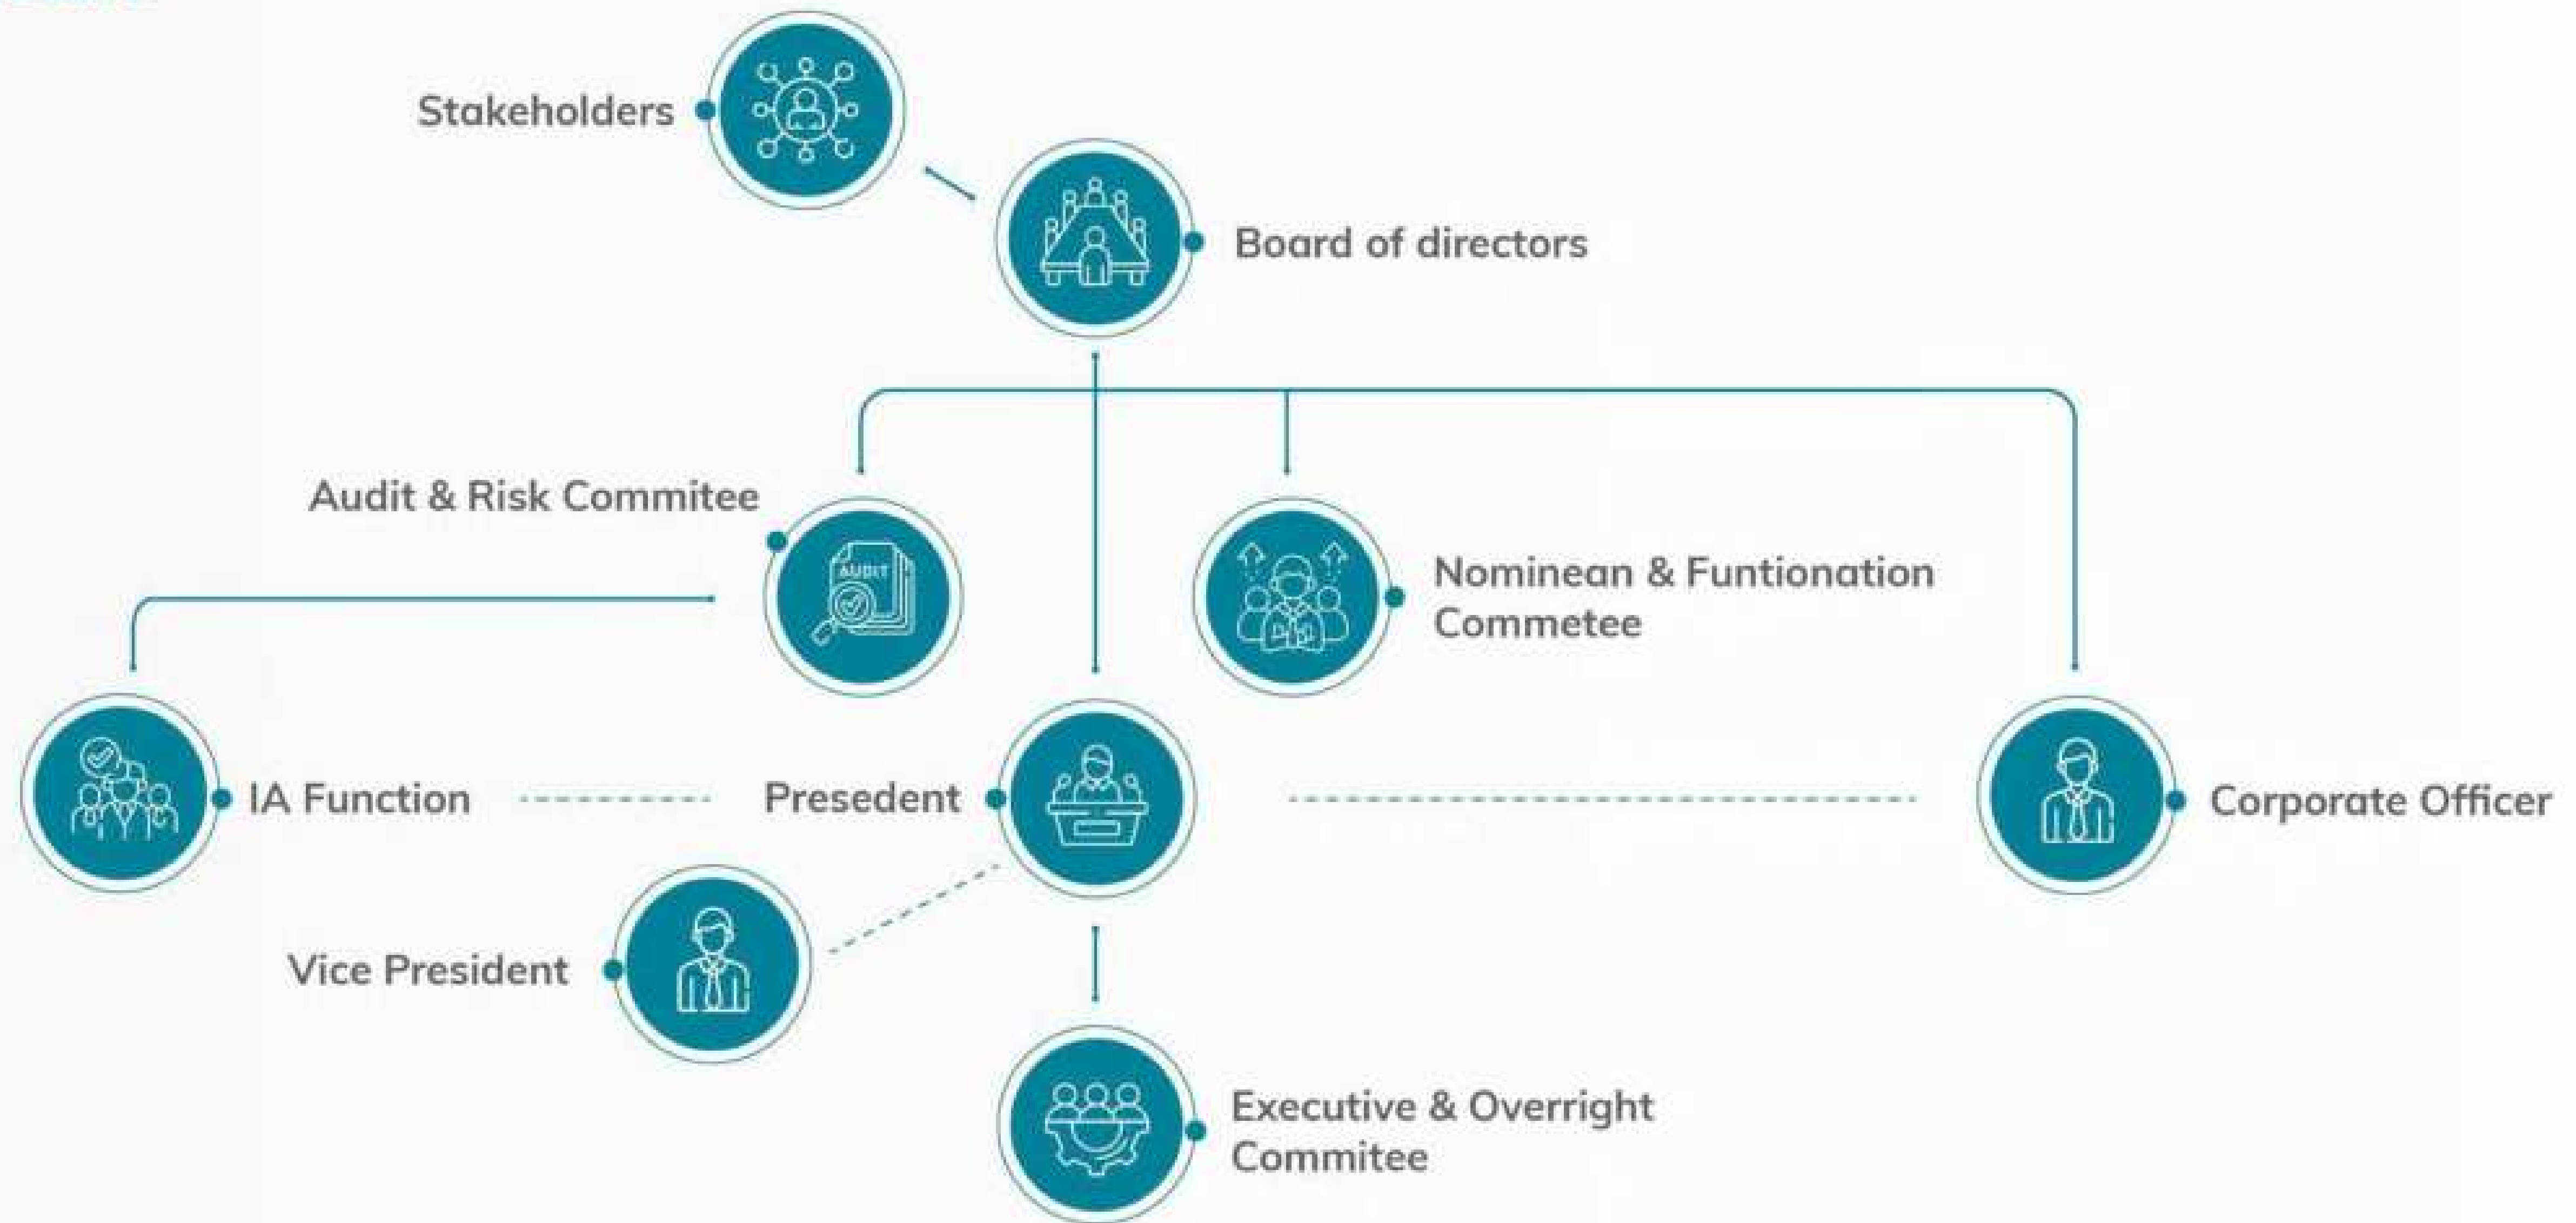 Stakeholders
Board of directors
Audit & Risk Commitee
AUDIT
Nominean & Funtionation
Commetee
IA Function
Presedent
Corporate Officer
Vice President
Executive & Overright
Commitee